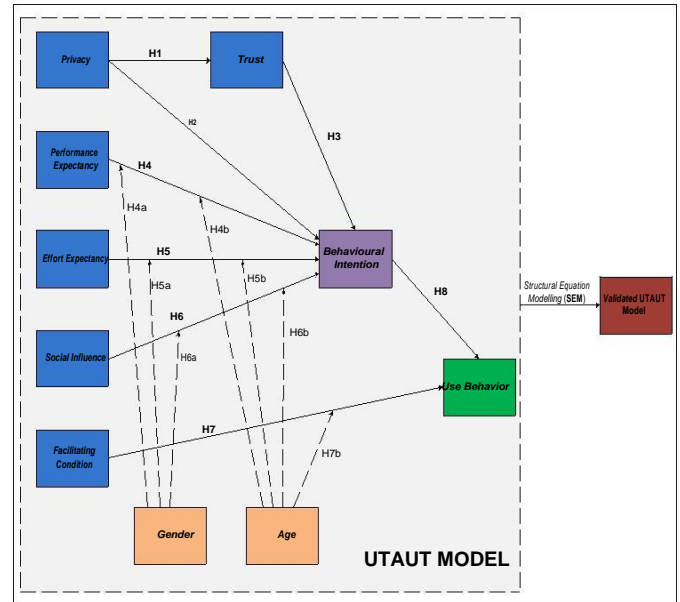 Privacy
H1
Trust
H2
H3
Performance
Expectancy
H4
H4a
H4b
Effort Expectancy
H5
H5a
H5b
Behavioural
Intention
H8
Structural Equation
Modelling (SEM)
Validated UTAUT
Model
H6
H6a
H6b
Social Influence
Use Behavior
Facilitating
Condition
H7
H7b
Gender
Age
UTAUT MODEL